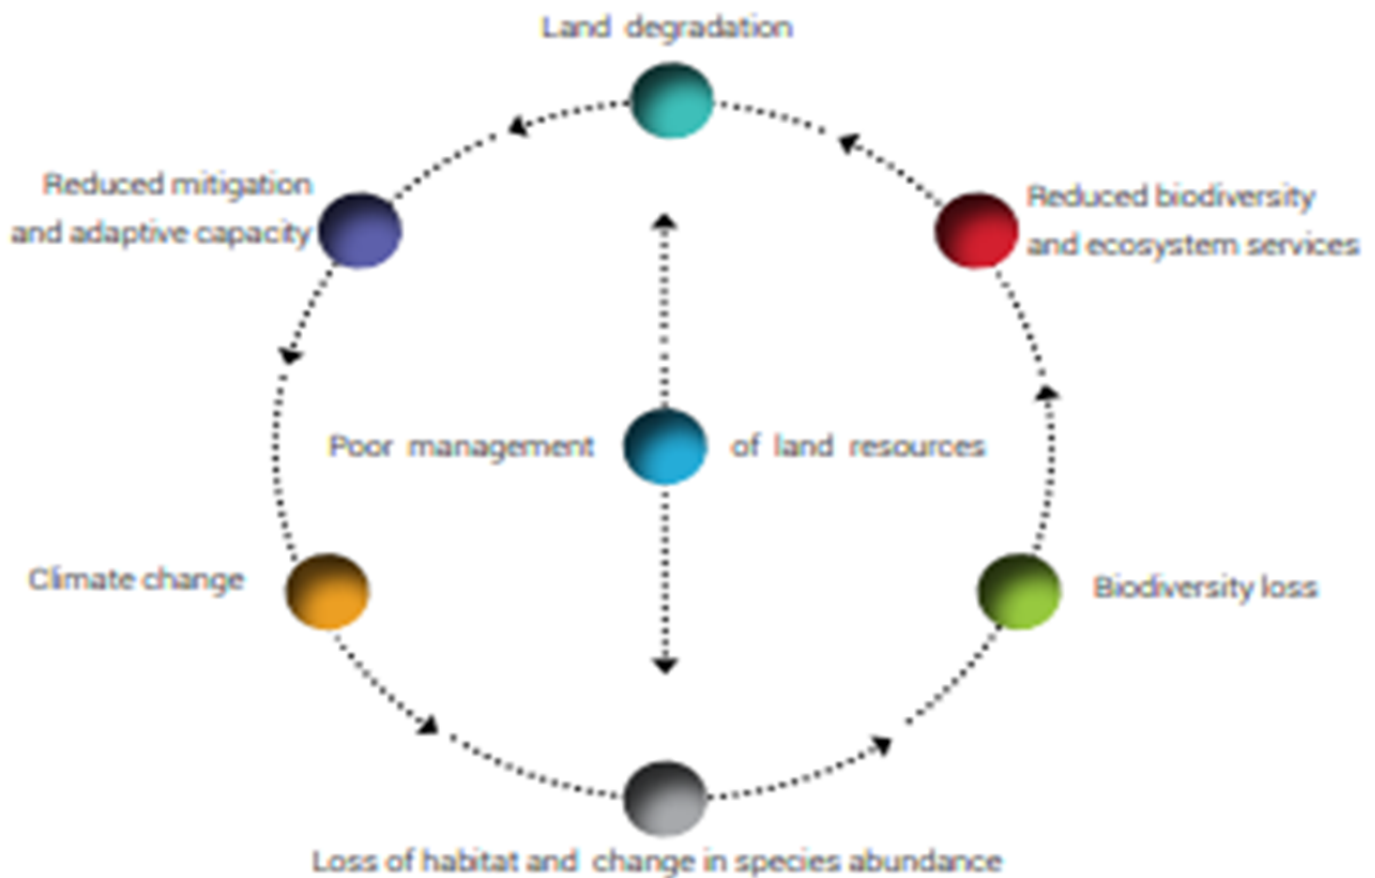 Land degradation
Reduced mitigation
and adaptive capacity
Reduced biodiversity
and ecosystem services
Poor management of land resources
Climate change
Biodiversity loss
Loss of habitat and change in species abundance